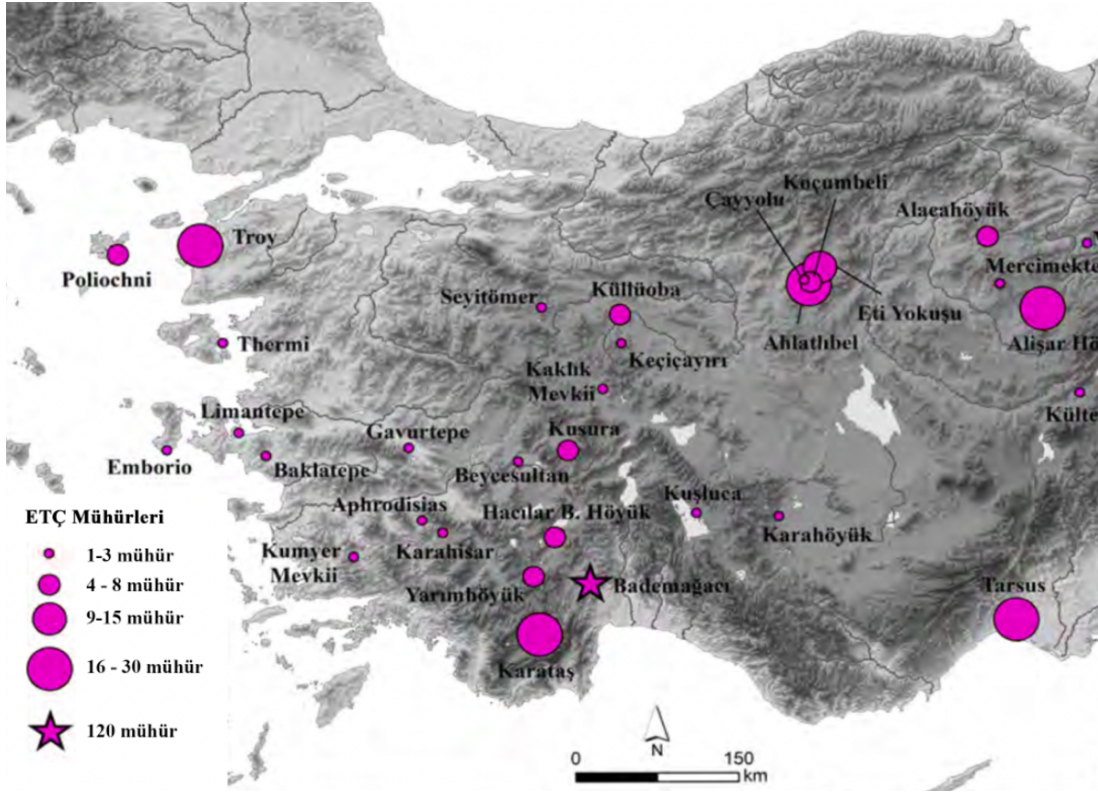 Koçumbeli
Çayyolu
Alacahöyük
Troy
Poliochni
Mercimekte
Seyitömer
Küllüoba
Eti Yokuşu
Ahlatlıbel
Alişar Hö
Thermi
Keçiçayırı
Kaklık
Mevkii
Limantepe
Gavurtepe
Kusura
Külte
Emborio
Baklatepe
Beycesultan
Kuşluca
Aphrodisias
Hacılar B. Höyük
Karahöyük
Karahisar
Kumyer
Mevkii
Yarımhöyük
Bademağacı
Tarsus
Karataş
ETÇ Mühürleri
1-3 mühür
4 - 8 mühür
9-15 mühür
16 - 30 mühür
120 mühür
N
0 150
km